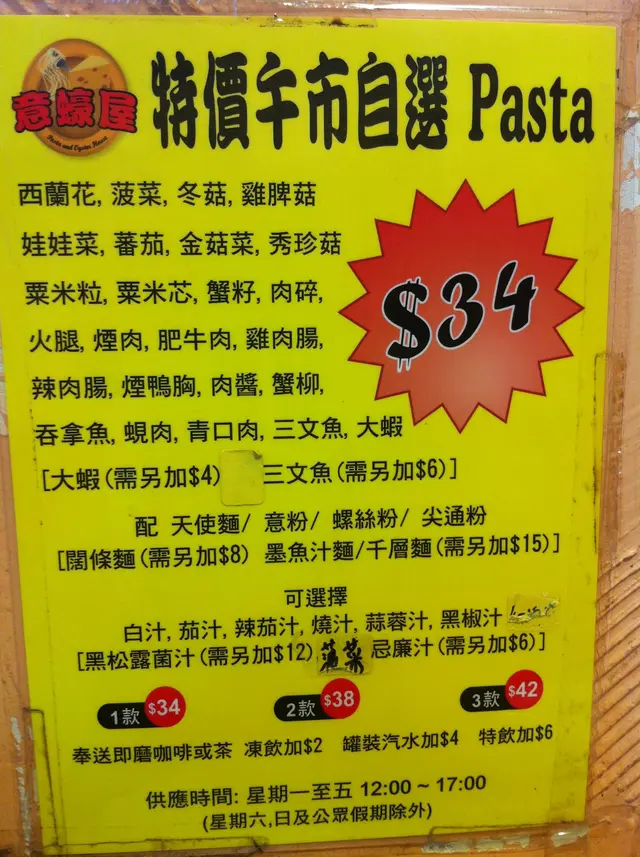 意蠔屋
Pasta and Oyster House
特價午市自選 Pasta
西蘭花, 菠菜, 冬菇, 雞脾菇
娃娃菜, 蕃茄, 金菇菜, 秀珍菇
粟米粒, 粟米芯, 蟹籽, 肉碎,
火腿, 煙肉, 肥牛肉, 雞肉腸,
辣肉腸, 煙鴨胸, 肉醬, 蟹柳,
吞拿魚, 蜆肉, 青口肉, 三文魚, 大蝦
$34
[大蝦(需另加$4) 三文魚(需另加$6)]
配 天使麵/ 意粉/ 螺絲粉/ 尖通粉
[闊條麵(需另加$8) 墨魚汁麵/千層麵(需另加$15)]
可選擇
白汁, 茄汁, 辣茄汁, 燒汁, 蒜蓉汁, 黑椒汁
[黑松露菌汁(需另加$12) 菠菜 忌廉汁(需另加$6)]
1款 $34 2款 $38 3款 $42
奉送即磨咖啡或茶 凍飲加$2 罐裝汽水加$4 特飲加$6
供應時間: 星期一至五 12:00 ~ 17:00
(星期六,日及公眾假期除外)